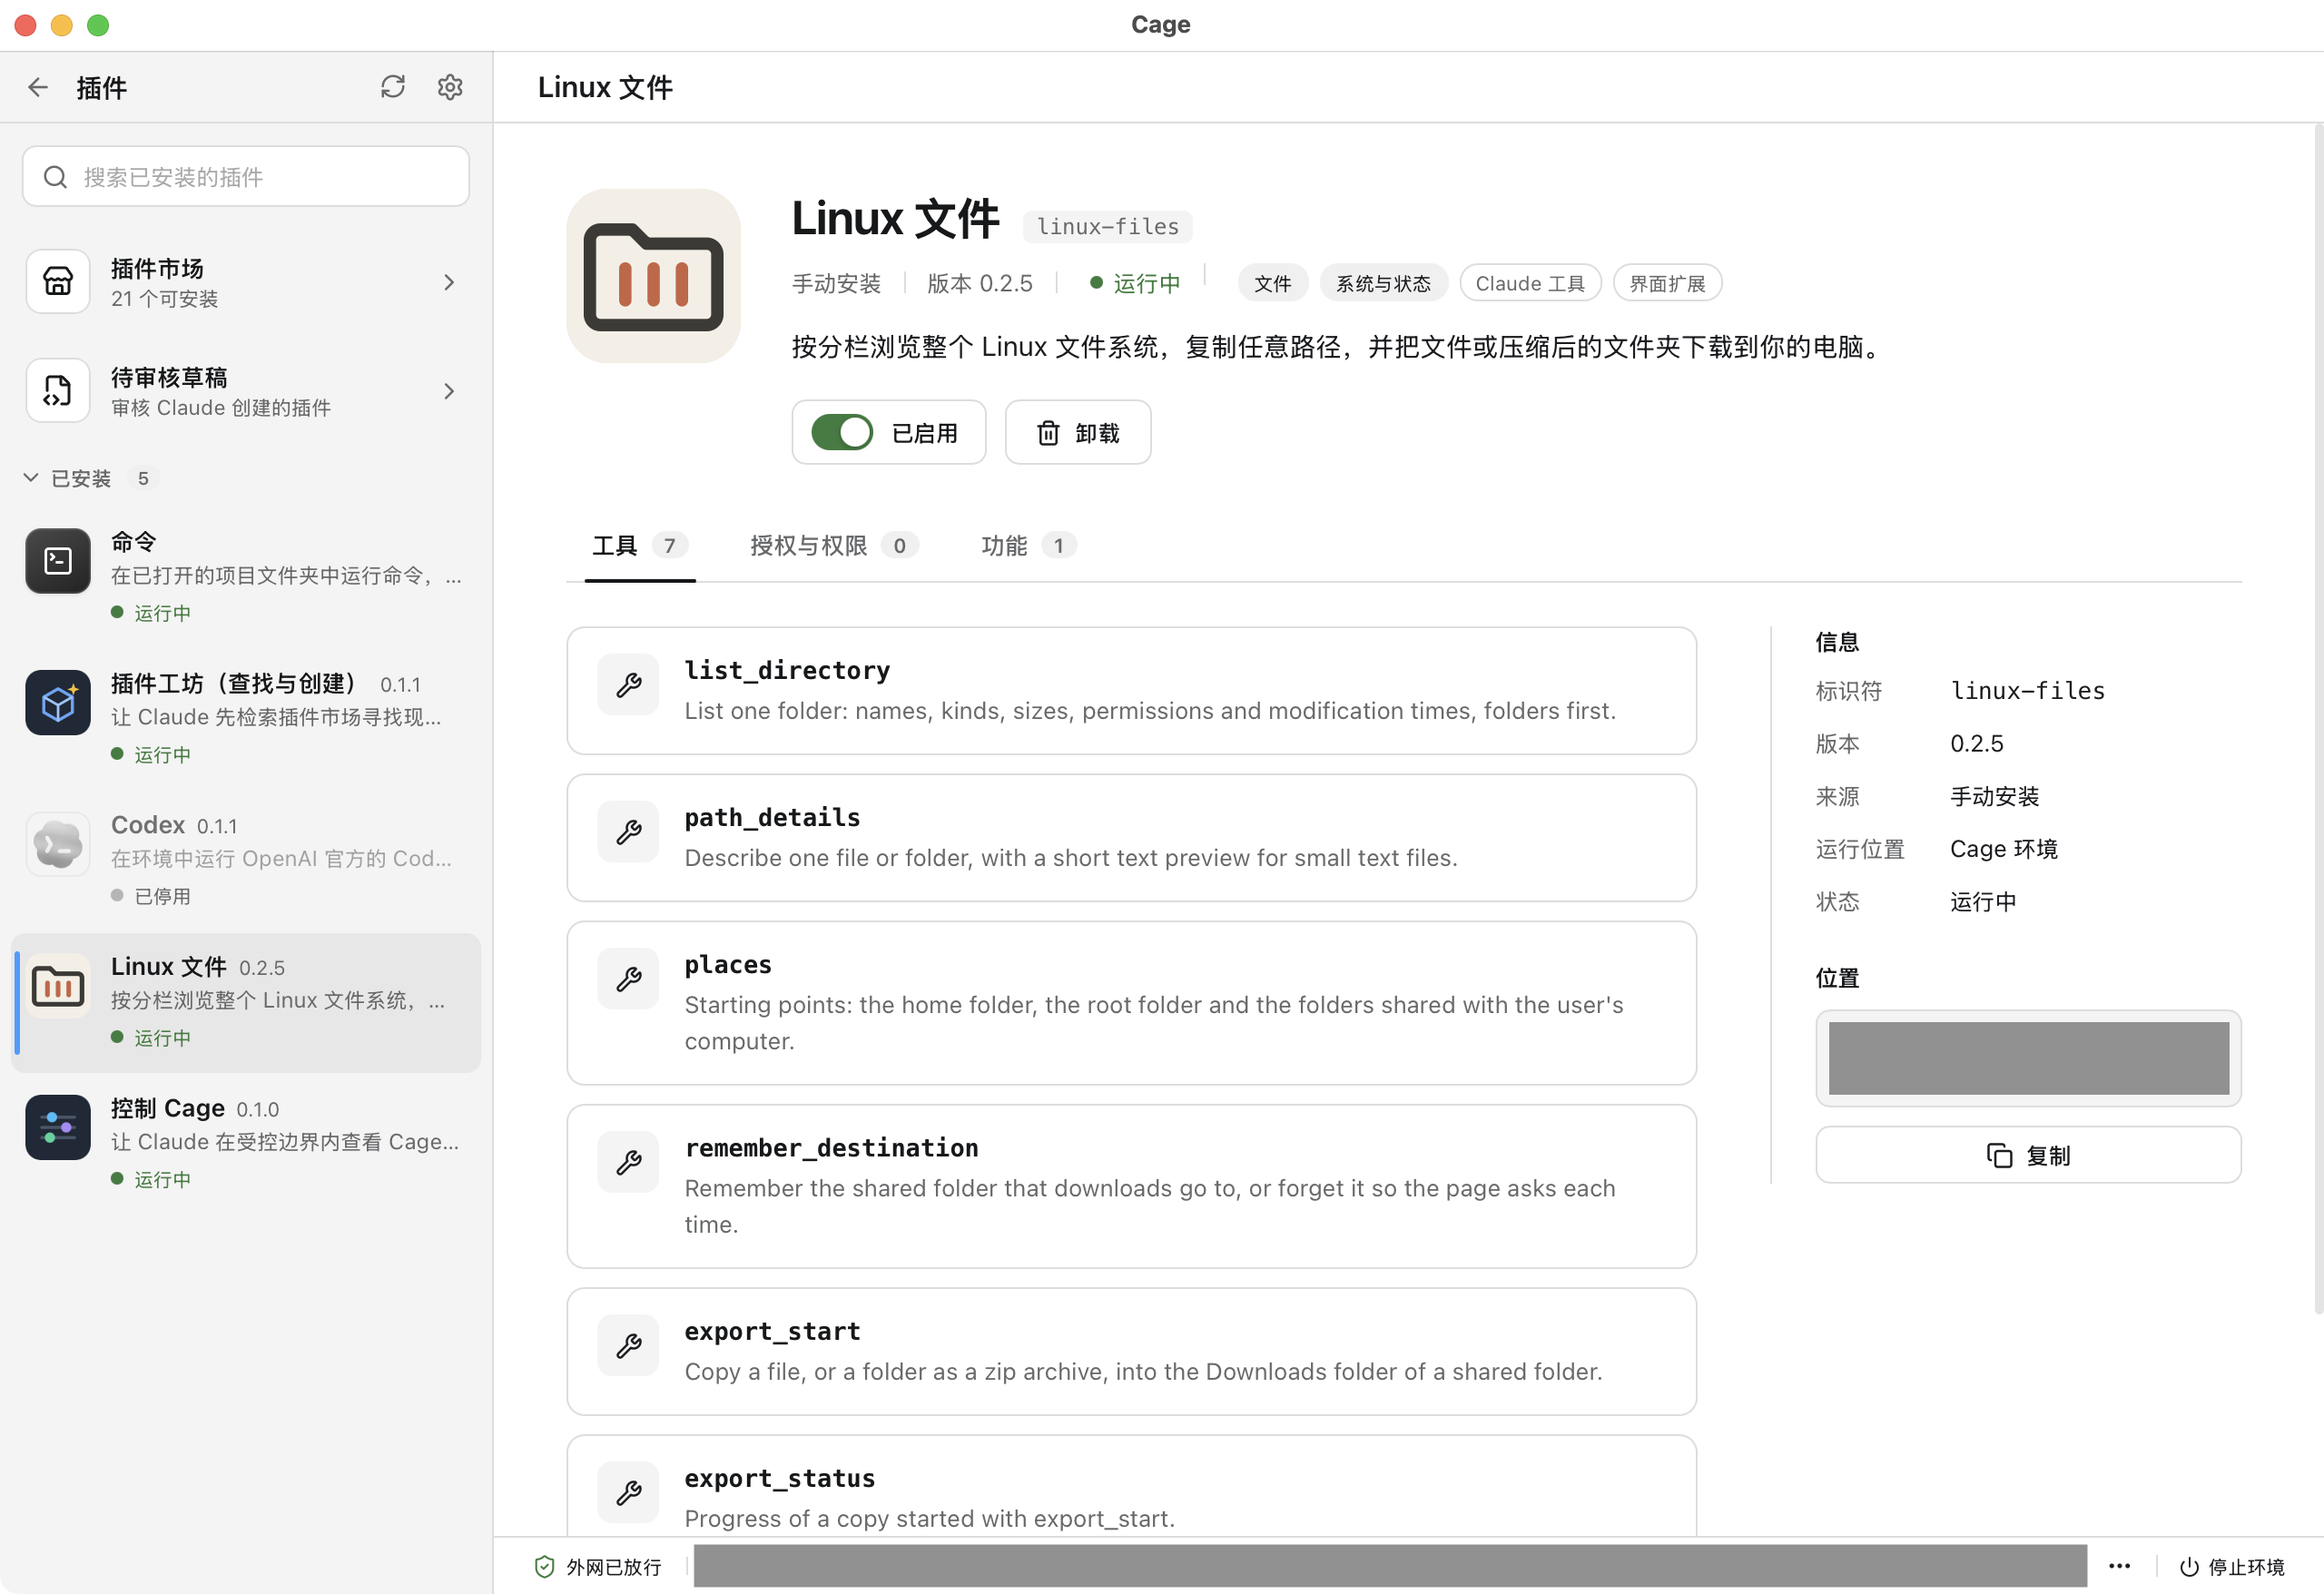 Cage
插件
搜索已安装的插件
插件市场
21 个可安装
待审核草稿
审核 Claude 创建的插件
已安装 5
命令
在已打开的项目文件夹中运行命令，...
运行中
插件工坊（查找与创建） 0.1.1
让 Claude 先检索插件市场寻找现...
运行中
Codex 0.1.1
在环境中运行 OpenAI 官方的 Cod...
已停用
Linux 文件 0.2.5
按分栏浏览整个 Linux 文件系统，...
运行中
控制 Cage 0.1.0
让 Claude 在受控边界内查看 Cage...
运行中
Linux 文件
Linux 文件 linux-files
手动安装 版本 0.2.5 运行中 文件 系统与状态 Claude 工具 界面扩展
按分栏浏览整个 Linux 文件系统，复制任意路径，并把文件或压缩后的文件夹下载到你的电脑。
已启用 卸载
工具 7 授权与权限 0 功能 1
list_directory
List one folder: names, kinds, sizes, permissions and modification times, folders first.
path_details
Describe one file or folder, with a short text preview for small text files.
places
Starting points: the home folder, the root folder and the folders shared with the user's
computer.
remember_destination
Remember the shared folder that downloads go to, or forget it so the page asks each
time.
export_start
Copy a file, or a folder as a zip archive, into the Downloads folder of a shared folder.
export_status
Progress of a copy started with export_start.
信息
标识符 linux-files
版本 0.2.5
来源 手动安装
运行位置 Cage 环境
状态 运行中
位置
复制
外网已放行 ··· 停止环境